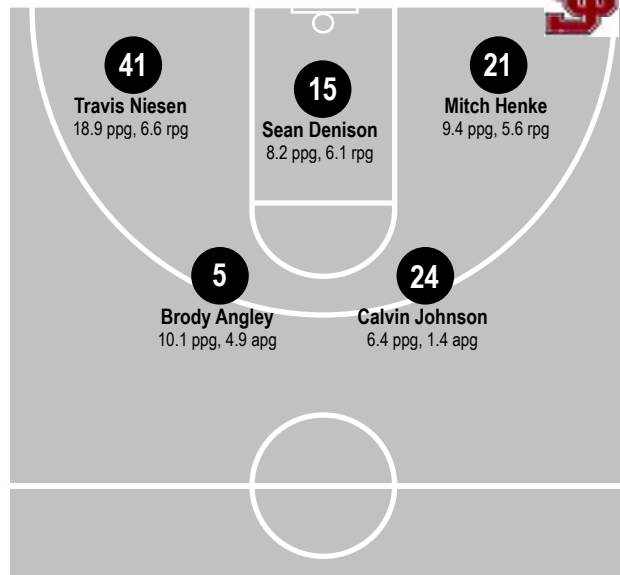 41
Travis Niesen
18.9 ppg, 6.6 rpg
15
Sean Denison
8.2 ppg, 6.1 rpg
21
Mitch Henke
9.4 ppg, 5.6 rpg
5
Brody Angley
10.1 ppg, 4.9 apg
24
Calvin Johnson
6.4 ppg, 1.4 apg